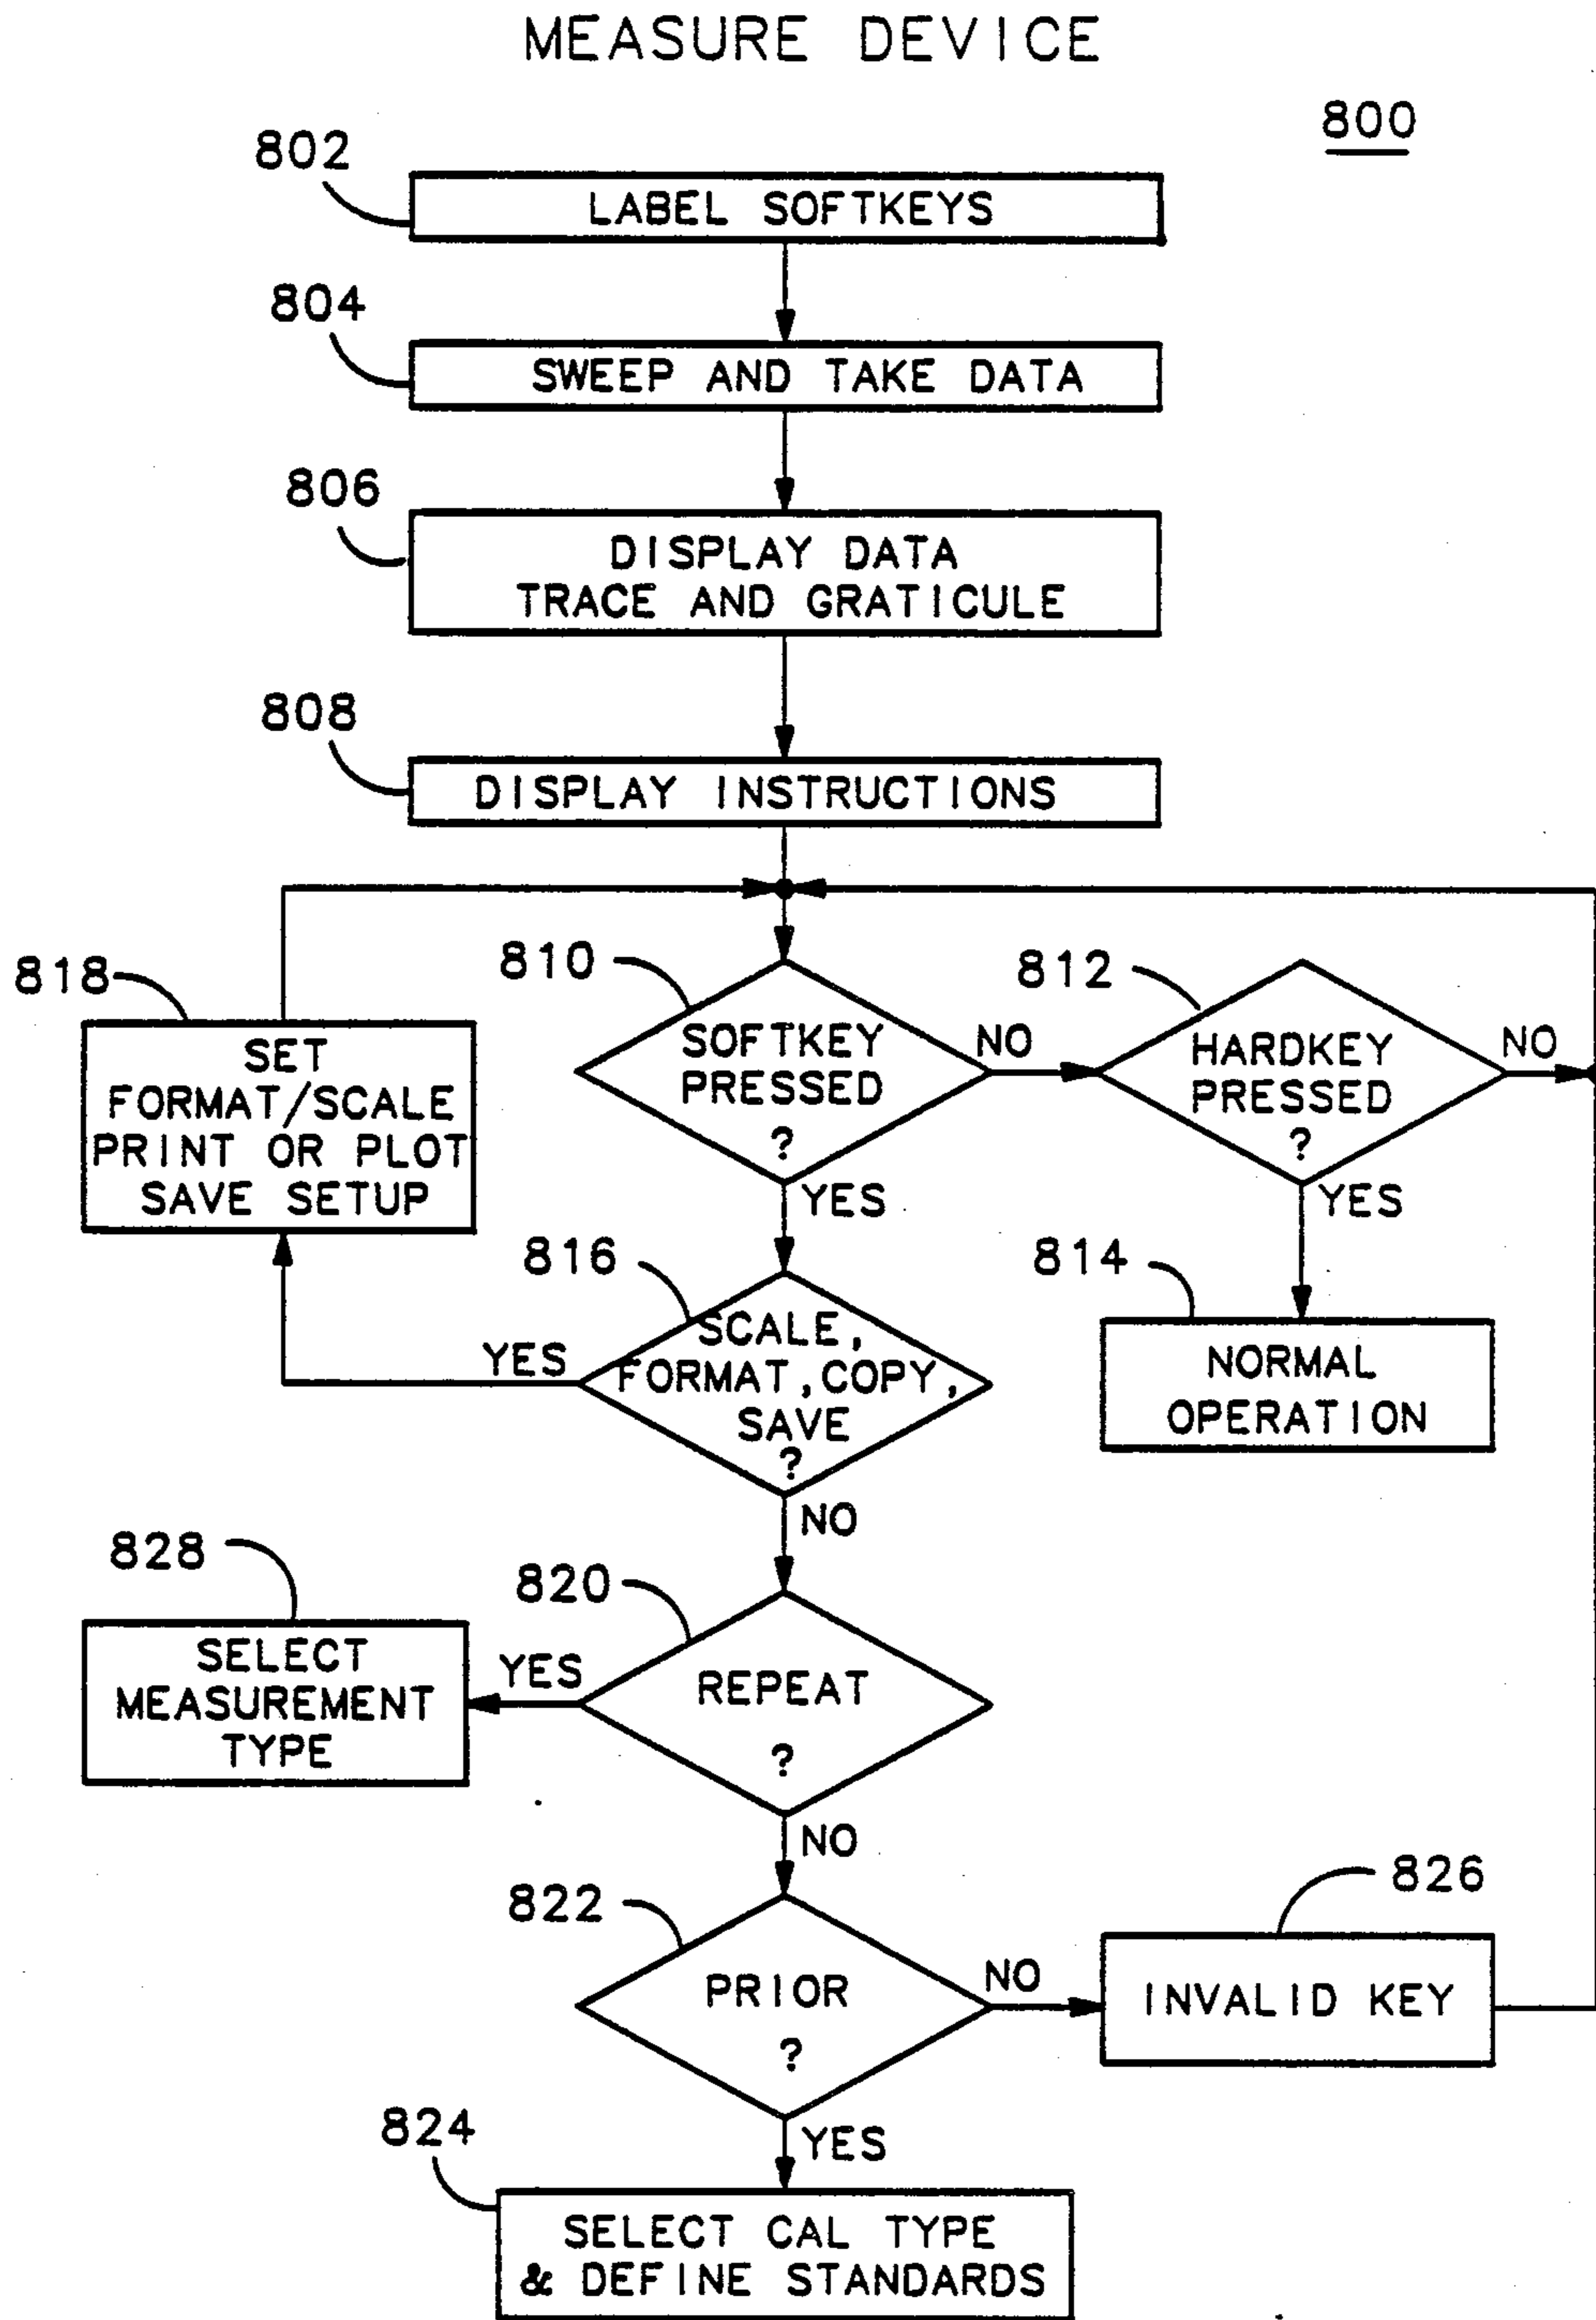 MEASURE DEVICE
800
802
LABEL SOFTKEYS
804
SWEEP AND TAKE DATA
806
DISPLAY DATA
TRACE AND GRATICULE
808
DISPLAY INSTRUCTIONS
818
SET
FORMAT/SCALE
PRINT OR PLOT
SAVE SETUP
810
SOFTKEY
PRESSED
?
NO
YES
812
HARDKEY
PRESSED
?
NO
YES
814
NORMAL
OPERATION
816
SCALE,
FORMAT,COPY,
SAVE
?
YES
NO
828
SELECT
MEASUREMENT
TYPE
820
REPEAT
?
YES
NO
822
PRIOR
?
NO
YES
826
INVALID KEY
824
SELECT CAL TYPE
& DEFINE STANDARDS